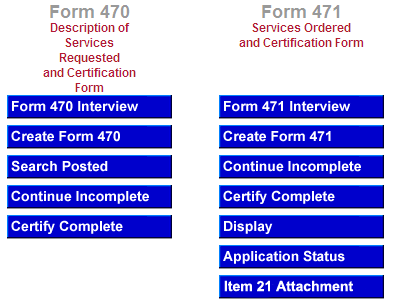 Form 470
Description of
Services
Requested
and Certification
Form
Form 470 Interview
Create Form 470
Search Posted
Continue Incomplete
Certify Complete
Form 471
Services Ordered
and Certification Form
Form 471 Interview
Create Form 471
Continue Incomplete
Certify Complete
Display
Application Status
Item 21 Attachment